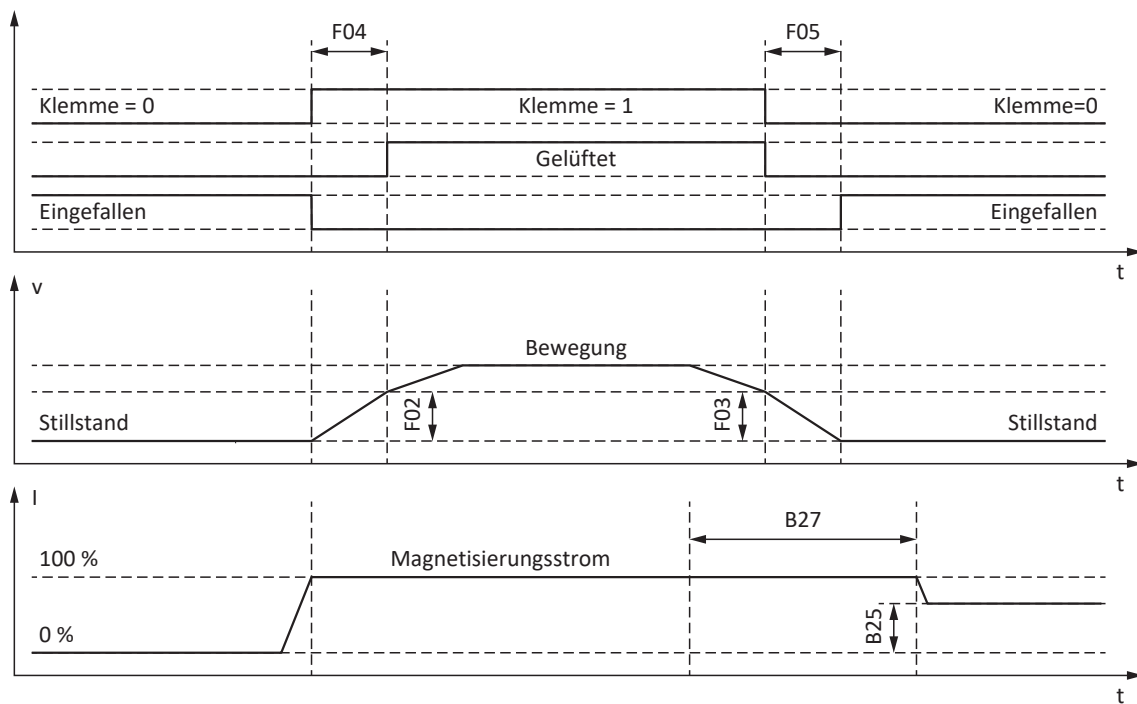 F04
F05
Klemme = 0
Klemme = 1
Klemme=0
Gelüftet
Eingefallen
Eingefallen
t
v
Bewegung
F02
F03
Stillstand
Stillstand
t
I
B27
100 %
Magnetisierungsstrom
B25
0 %
t